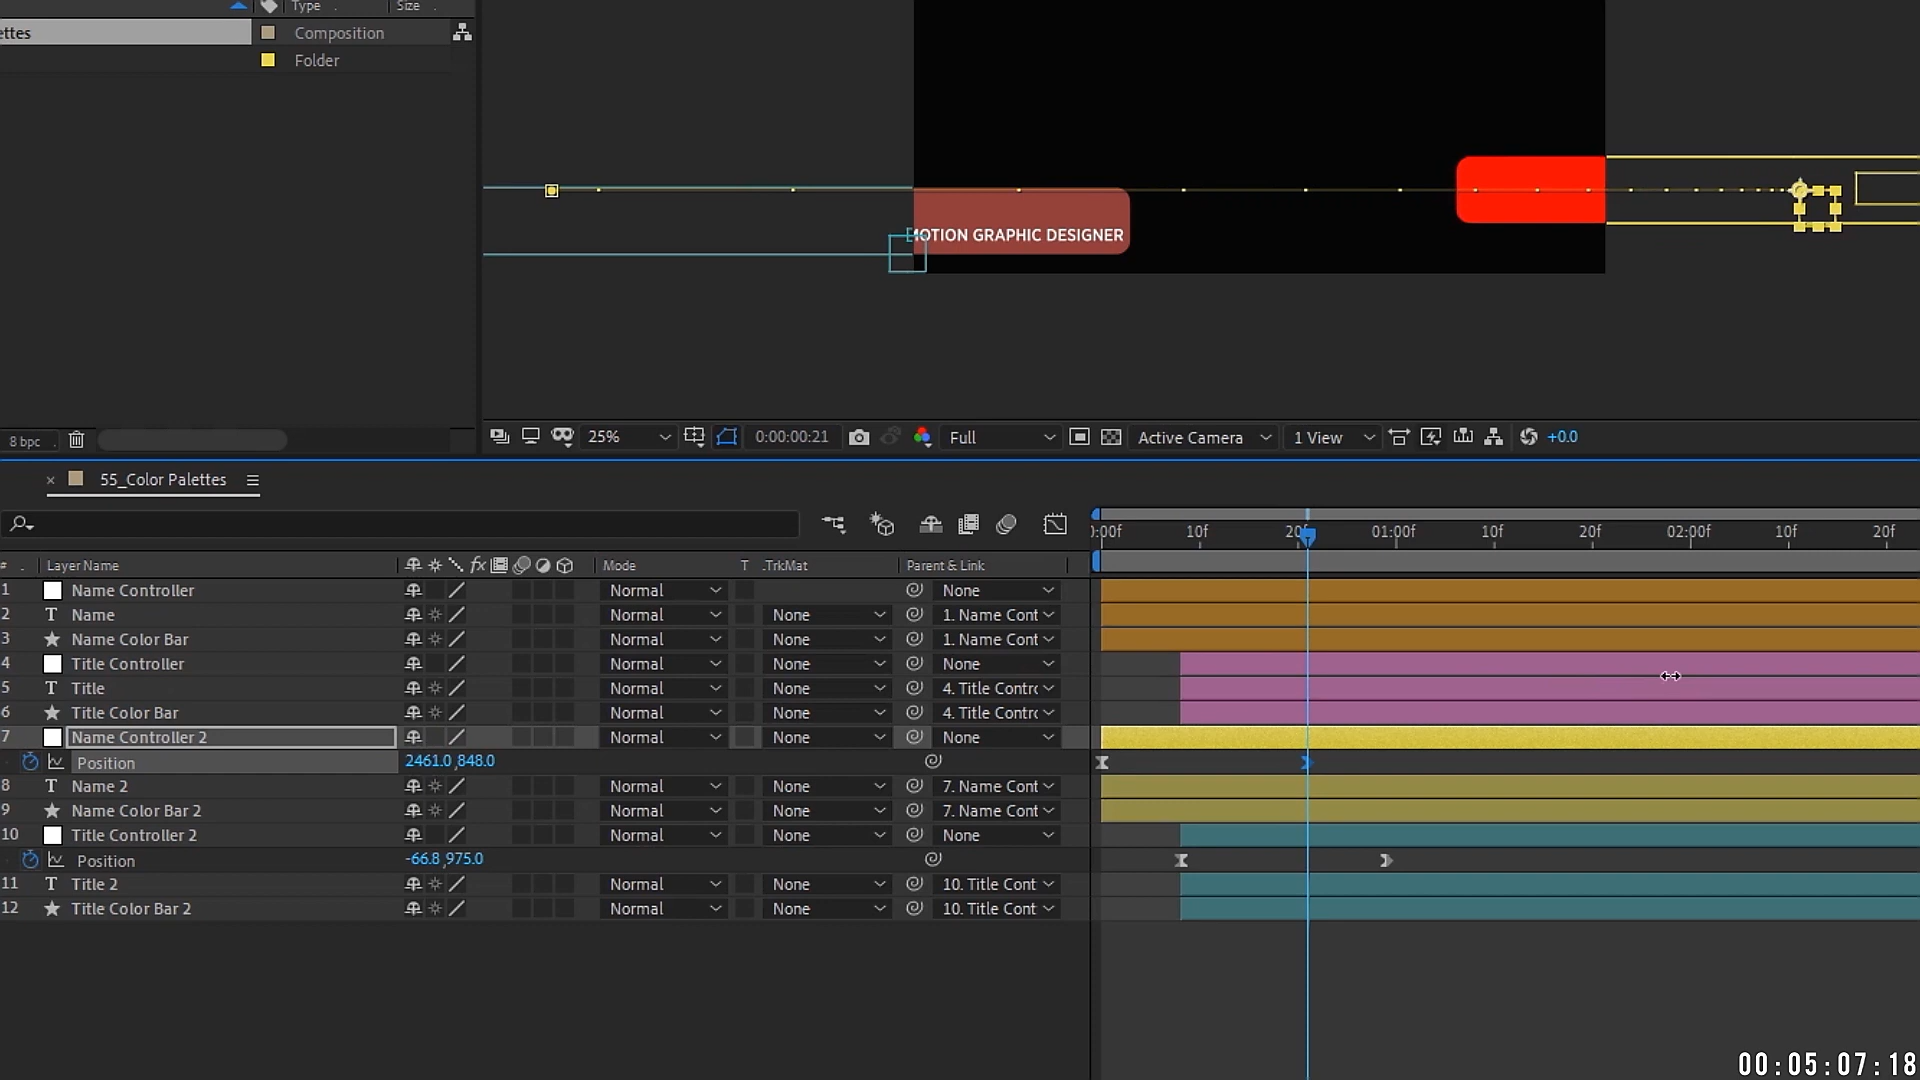 Type Size
ettes Composition
Folder
MOTION GRAPHIC DESIGNER
8 bpc 25% 0:00:00:21 Full Active Camera 1 View +0.0
× 55_Color Palettes
):00f 10f 20f 01:00f 10f 20f 02:00f 10f 20f
# Layer Name fx Mode T .TrkMat Parent & Link
1 Name Controller Normal None
2 T Name Normal None 1. Name Cont
3 Name Color Bar Normal None 1. Name Cont
4 Title Controller Normal None None
5 T Title Normal None 4. Title Contro
6 Title Color Bar Normal None 4. Title Contro
7 Name Controller 2 Normal None None
Position 2461.0,848.0
8 T Name 2 Normal None 7. Name Cont
9 Name Color Bar 2 Normal None 7. Name Cont
10 Title Controller 2 Normal None None
Position -66.8,975.0
11 T Title 2 Normal None 10. Title Cont
12 Title Color Bar 2 Normal None 10. Title Cont
00:05:07:18